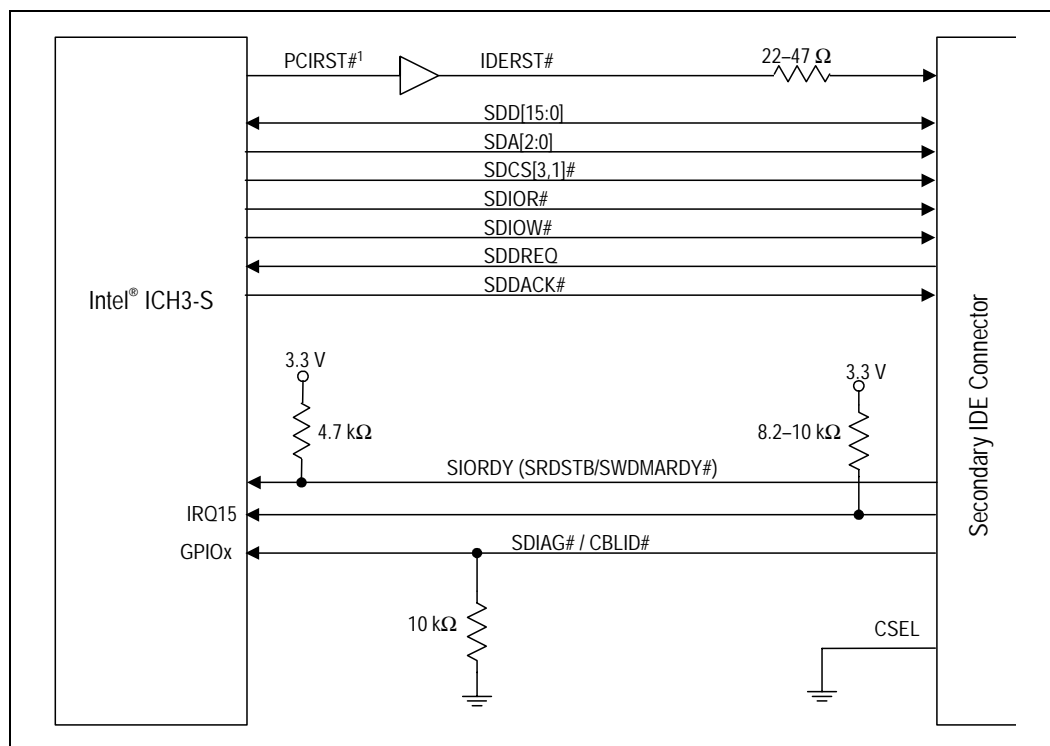 PCIRST#¹
IDERST#
22–47 Ω
SDD[15:0]
SDA[2:0]
SDCS[3,1]#
SDIOR#
SDIOW#
SDDREQ
SDDACK#
Intel® ICH3-S
Secondary IDE Connector
3.3 V
3.3 V
4.7 kΩ
8.2–10 kΩ
SIORDY (SRDSTB/SWDMARDY#)
IRQ15
GPIOx
SDIAG# / CBLID#
10 kΩ
CSEL